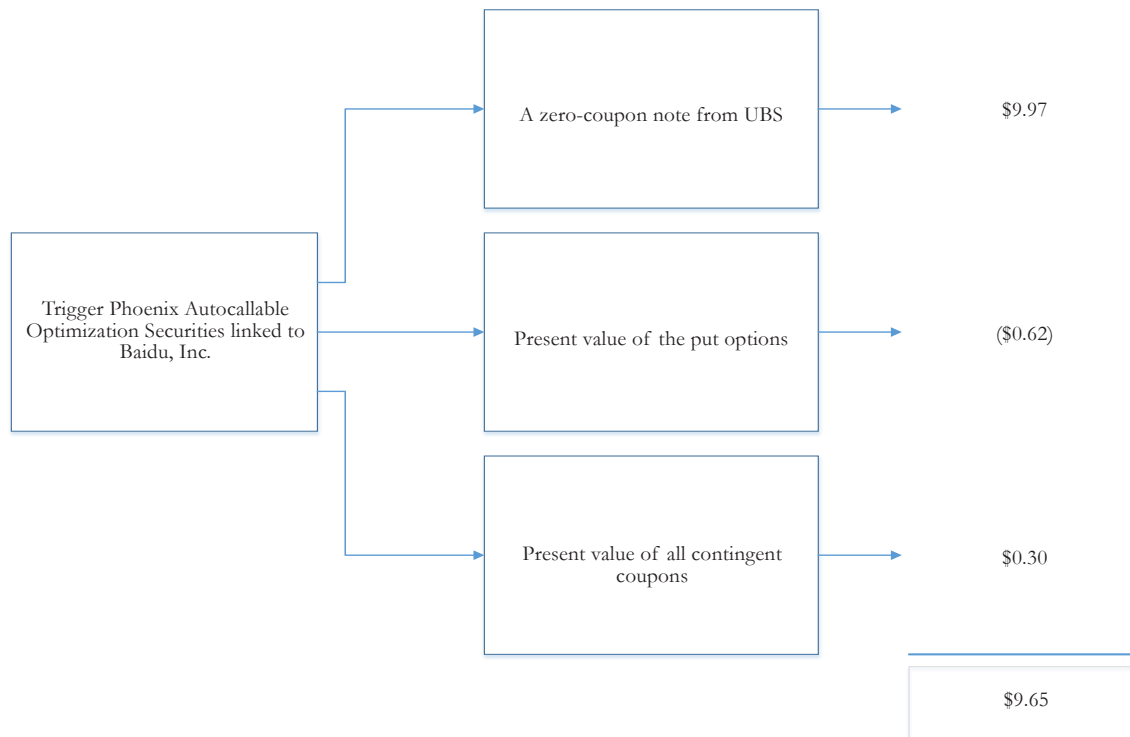 A zero-coupon note from UBS
$9.97
Trigger Phoenix Autocallable
Optimization Securities linked to
Baidu, Inc.
Present value of the put options
($0.62)
Present value of all contingent
coupons
$0.30
$9.65